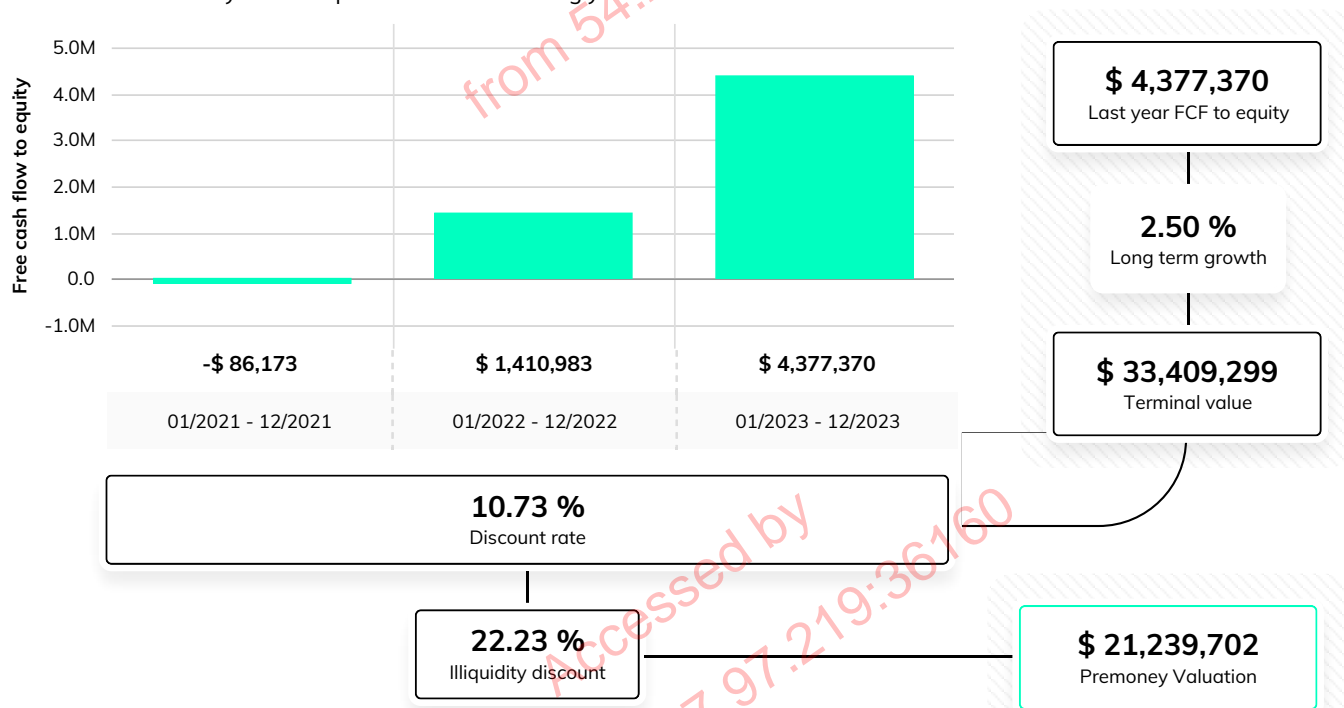 5.0M
4.0M
3.0M
2.0M
1.0M
0.0
-1.0M
Free cash flow to equity
-$ 86,173
$ 1,410,983
$ 4,377,370
01/2021 - 12/2021
01/2022 - 12/2022
01/2023 - 12/2023
10.73 %
Discount rate
22.23 %
Illiquidity discount
$ 4,377,370
Last year FCF to equity
2.50 %
Long term growth
$ 33,409,299
Terminal value
$ 21,239,702
Premoney Valuation
from 54.
Accessed by
7.97.219:36160